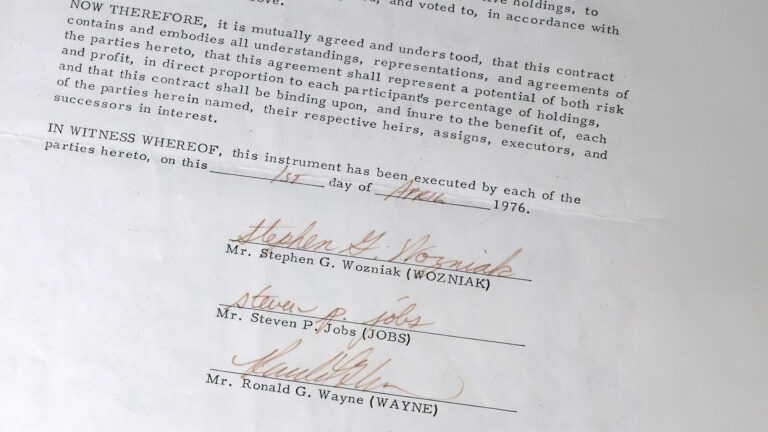 holdings, to
and voted to, in accordance with
NOW THEREFORE, it is mutually agreed and understood, that this contract
contains and embodies all understandings, representations, and agreements of
the parties hereto, that this agreement shall represent a potential of both risk
and profit, in direct proportion to each participant's percentage of holdings,
and that this contract shall be binding upon, and inure to the benefit of, each
of the parties herein named, their respective heirs, assigns, executors, and
successors in interest.
IN WITNESS WHEREOF, this instrument has been executed by each of the
parties hereto, on this 1st day of April 1976.
Stephen G. Wozniak
Mr. Stephen G. Wozniak (WOZNIAK)
steven p. jobs
Mr. Steven P. Jobs (JOBS)
Mr. Ronald G. Wayne (WAYNE)